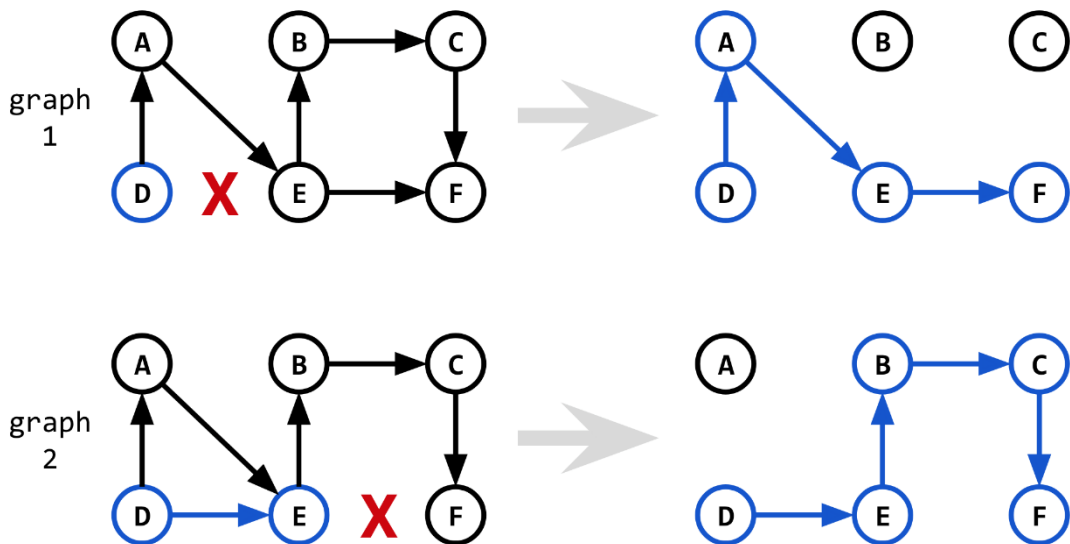 A B C A B C
graph
1
D X E F D E F
A B C A B C
graph
2
D E X F D E F